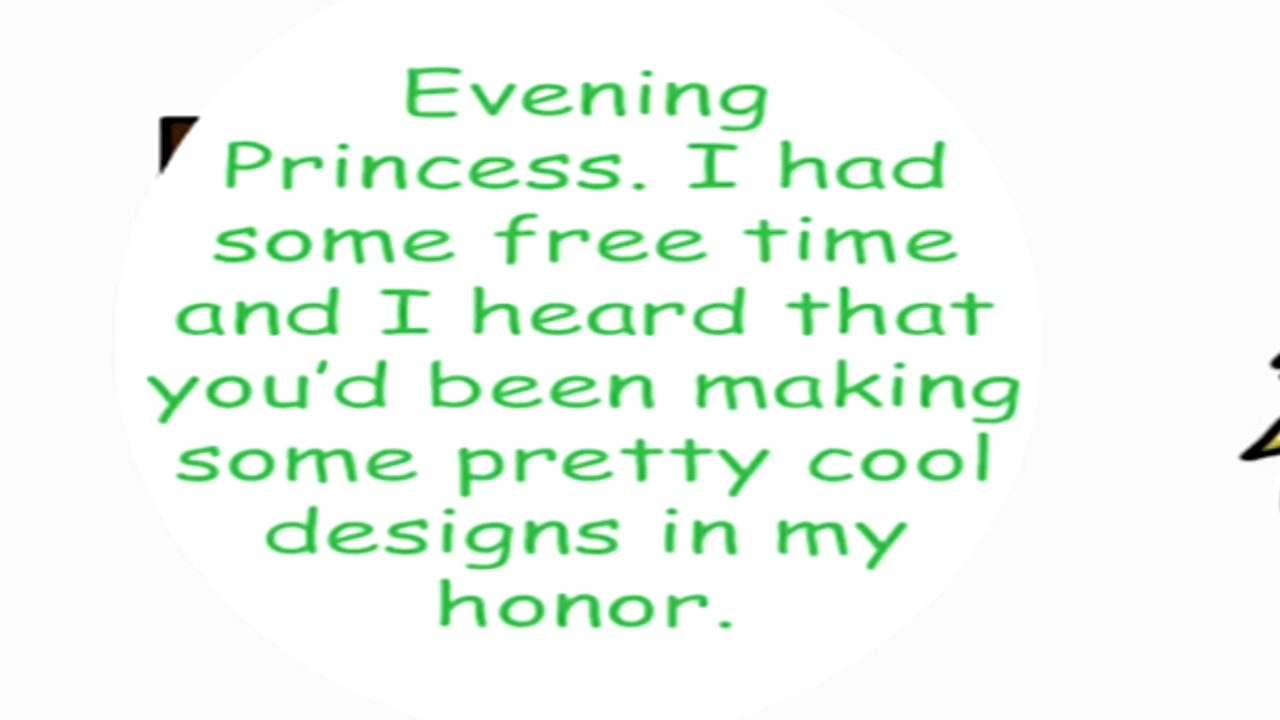 Evening
Princess. I had
some free time
and I heard that
you'd been making
some pretty cool
designs in my
honor.